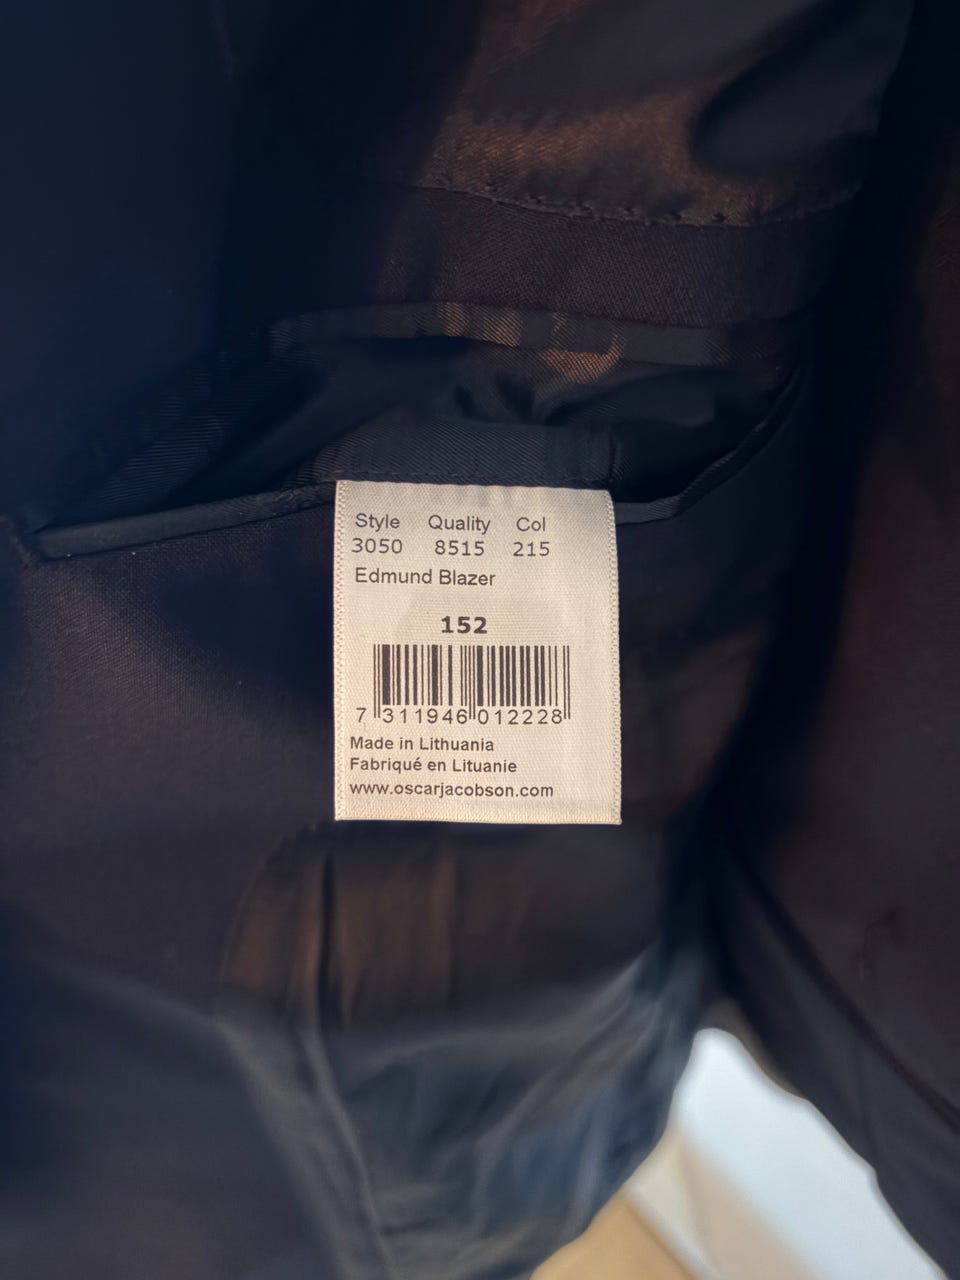 Style Quality Col
3050 8515 215
Edmund Blazer
152
7 311946 012228
Made in Lithuania
Fabriqué en Lituanie
www.oscarjacobson.com